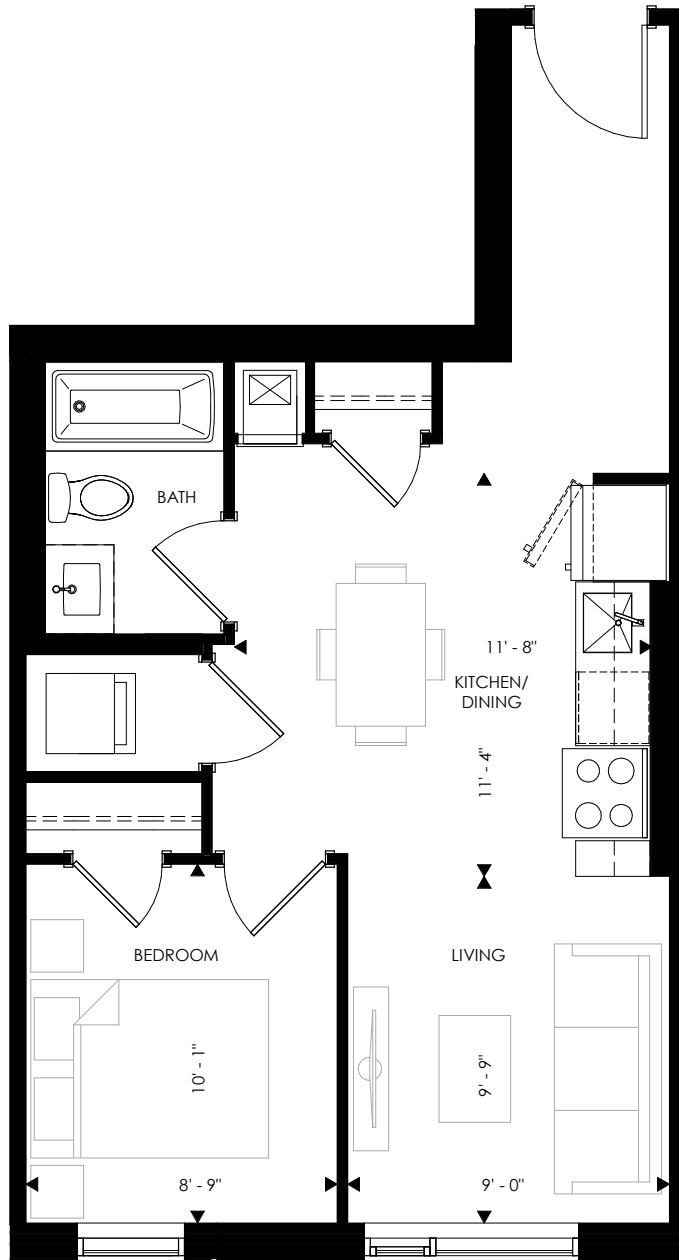 BATH
11' - 8"
KITCHEN/
DINING
11' - 4"
BEDROOM
LIVING
10' - 1"
9' - 9"
8' - 9"
9' - 0"